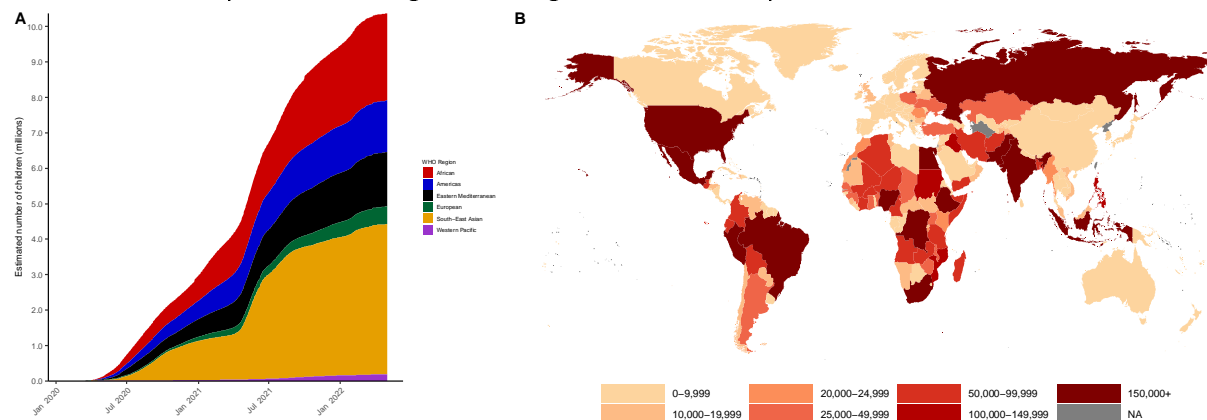 A
B
10.0
9.0
8.0
7.0
6.0
5.0
4.0
3.0
2.0
1.0
0.0
Estimated number of children (millions)
Jan 2020
Jul 2020
Jan 2021
Jul 2021
Jan 2022
WHO Region
African
Americas
Eastern Mediterranean
European
South−East Asian
Western Pacific
0−9,999
20,000−24,999
50,000−99,999
150,000+
10,000−19,999
25,000−49,999
100,000−149,999
NA